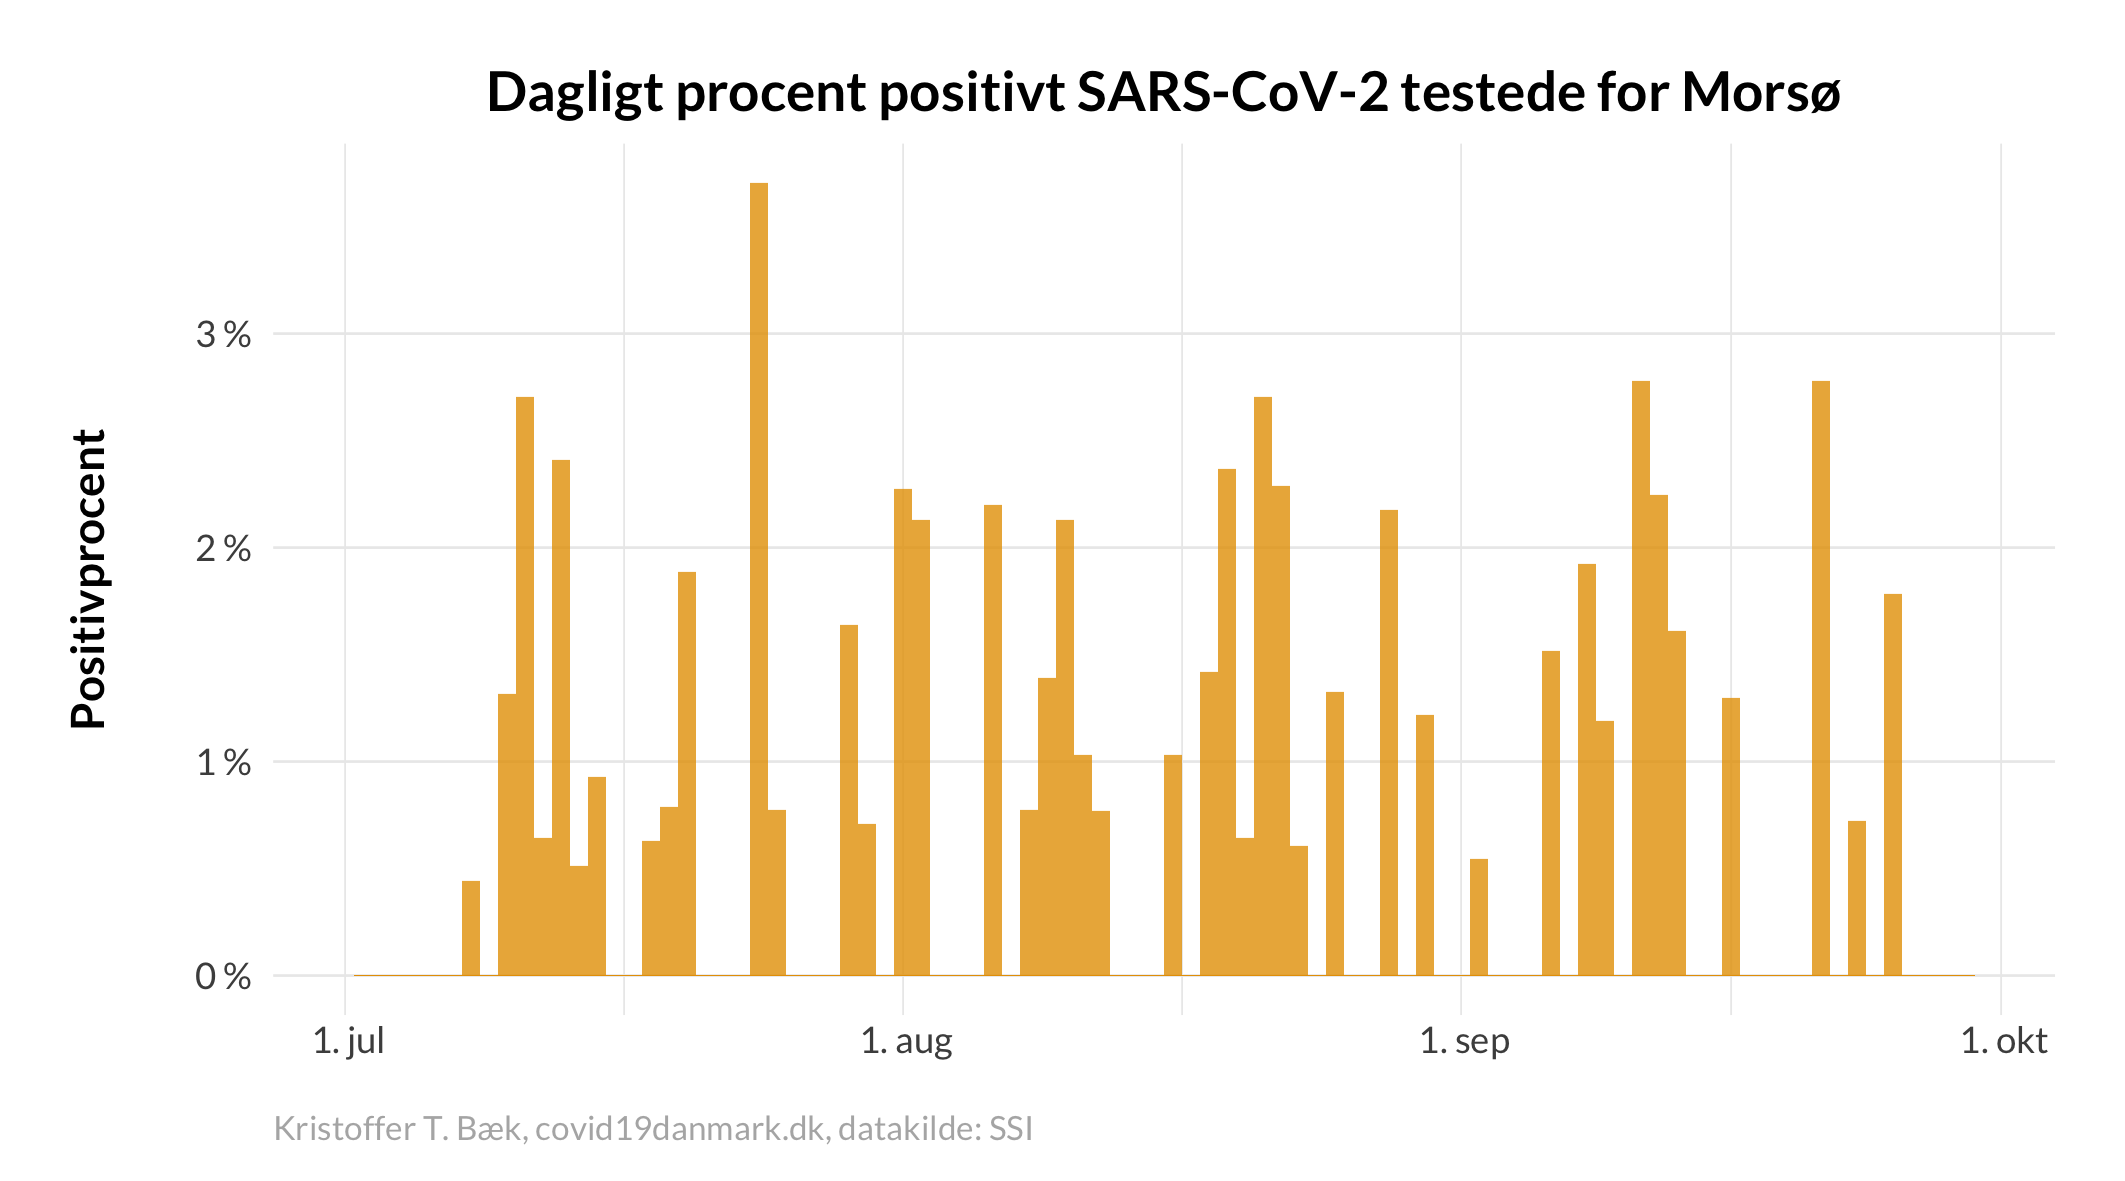 Dagligt procent positivt SARS-CoV-2 testede for Morsø
Positivprocent
3 %
2 %
1 %
0 %
1. jul
1. aug
1. sep
1. okt
Kristoffer T. Bæk, covid19danmark.dk, datakilde: SSI